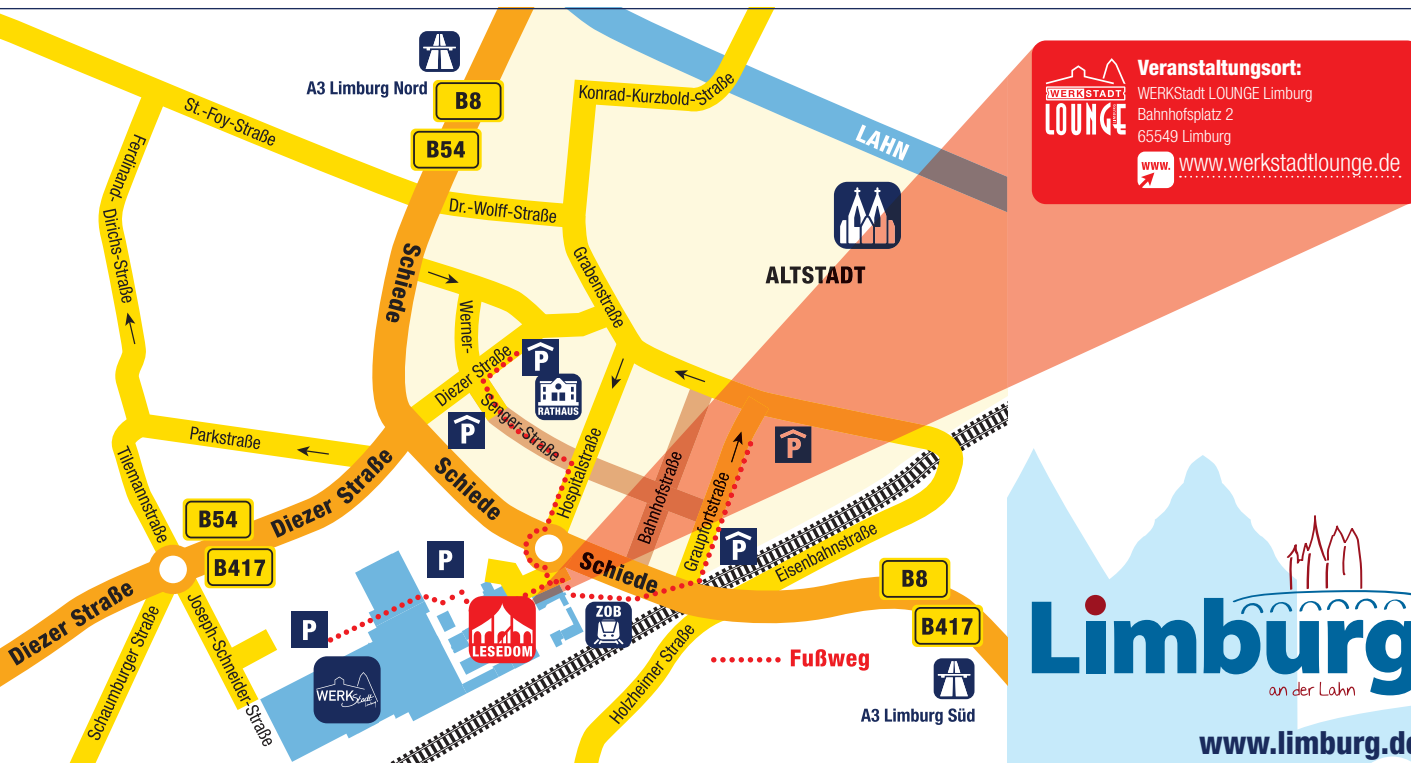 A3 Limburg Nord
B8
B54
St.-Foy-Straße
Konrad-Kurzbold-Straße
LAHN
WERKSTADT
LOUNGE
Veranstaltungsort:
WERKStadt LOUNGE Limburg
Bahnhofsplatz 2
65549 Limburg
www.
www.werkstadtlounge.de
Ferdinand-Dirichs-Straße
Dr.-Wolff-Straße
Schiede
Grabenstraße
ALTSTADT
Werner-
Senger-Straße
Diezer Straße
P
RATHAUS
P
P
Parkstraße
Tilemannstraße
Diezer Straße
Schiede
Hospitalstraße
Bahnhofstraße
Graupfortstraße
P
B54
B417
P
Schiede
Eisenbahnstraße
B8
B417
Diezer Straße
Schaumburger Straße
Joseph-Schneider-Straße
P
LESEDOM
ZOB
WERKStadt
Limburg
Holzheimer Straße
Fußweg
A3 Limburg Süd
Limburg
an der Lahn
www.limburg.de